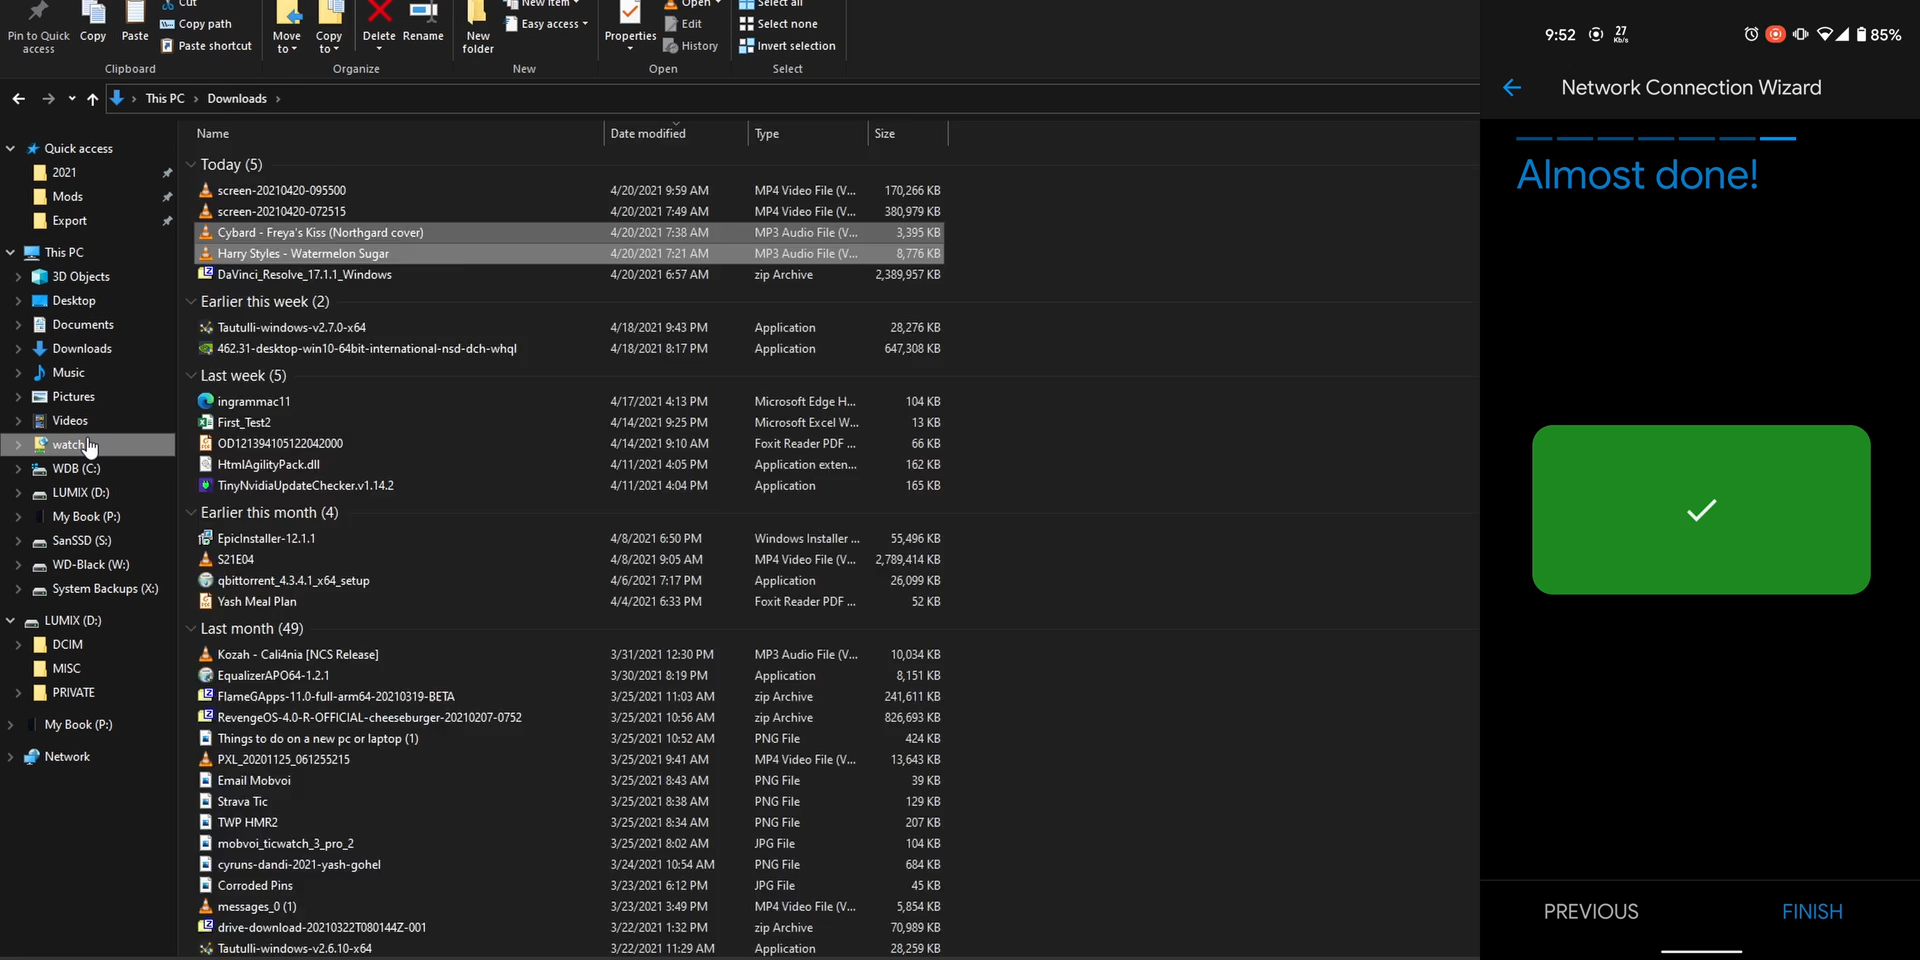 Cut
Copy path
Paste shortcut
Pin to Quick access
Copy
Paste
Clipboard
Move to
Copy to
Delete
Rename
Organize
New item
Easy access
New folder
New
Properties
Open
Edit
History
Open
Select all
Select none
Invert selection
Select
This PC > Downloads >
Name Date modified Type Size
Quick access
2021
Mods
Export
This PC
3D Objects
Desktop
Documents
Downloads
Music
Pictures
Videos
watch
WDB (C:)
LUMIX (D:)
My Book (P:)
SanSSD (S:)
WD-Black (W:)
System Backups (X:)
LUMIX (D:)
DCIM
MISC
PRIVATE
My Book (P:)
Network
Today (5)
screen-20210420-095500 4/20/2021 9:59 AM MP4 Video File (V... 170,266 KB
screen-20210420-072515 4/20/2021 7:49 AM MP4 Video File (V... 380,979 KB
Cybard - Freya's Kiss (Northgard cover) 4/20/2021 7:38 AM MP3 Audio File (V... 3,395 KB
Harry Styles - Watermelon Sugar 4/20/2021 7:21 AM MP3 Audio File (V... 8,776 KB
DaVinci_Resolve_17.1.1_Windows 4/20/2021 6:57 AM zip Archive 2,389,957 KB
Earlier this week (2)
Tautulli-windows-v2.7.0-x64 4/18/2021 9:43 PM Application 28,276 KB
462.31-desktop-win10-64bit-international-nsd-dch-whql 4/18/2021 8:17 PM Application 647,308 KB
Last week (5)
ingrammac11 4/17/2021 4:13 PM Microsoft Edge H... 104 KB
First_Test2 4/14/2021 9:25 PM Microsoft Excel W... 13 KB
OD121394105122042000 4/14/2021 9:10 AM Foxit Reader PDF ... 66 KB
HtmlAgilityPack.dll 4/11/2021 4:05 PM Application exten... 162 KB
TinyNvidiaUpdateChecker.v1.14.2 4/11/2021 4:04 PM Application 165 KB
Earlier this month (4)
EpicInstaller-12.1.1 4/8/2021 6:50 PM Windows Installer ... 55,496 KB
S21E04 4/8/2021 9:05 AM MP4 Video File (V... 2,789,414 KB
qbittorrent_4.3.4.1_x64_setup 4/6/2021 7:17 PM Application 26,099 KB
Yash Meal Plan 4/4/2021 6:33 PM Foxit Reader PDF ... 52 KB
Last month (49)
Kozah - Cali4nia [NCS Release] 3/31/2021 12:30 PM MP3 Audio File (V... 10,034 KB
EqualizerAPO64-1.2.1 3/30/2021 8:19 PM Application 8,151 KB
FlameGApps-11.0-full-arm64-20210319-BETA 3/25/2021 11:03 AM zip Archive 241,611 KB
RevengeOS-4.0-R-OFFICIAL-cheeseburger-20210207-0752 3/25/2021 10:56 AM zip Archive 826,693 KB
Things to do on a new pc or laptop (1) 3/25/2021 10:52 AM PNG File 424 KB
PXL_20201125_061255215 3/25/2021 9:41 AM MP4 Video File (V... 13,643 KB
Email Mobvoi 3/25/2021 8:43 AM PNG File 39 KB
Strava Tic 3/25/2021 8:38 AM PNG File 129 KB
TWP HMR2 3/25/2021 8:34 AM PNG File 207 KB
mobvoi_ticwatch_3_pro_2 3/25/2021 8:02 AM JPG File 104 KB
cyruns-dandi-2021-yash-gohel 3/24/2021 10:54 AM PNG File 684 KB
Corroded Pins 3/23/2021 6:12 PM JPG File 45 KB
messages_0 (1) 3/23/2021 3:49 PM MP4 Video File (V... 5,854 KB
drive-download-20210322T080144Z-001 3/22/2021 1:32 PM zip Archive 70,989 KB
Tautulli-windows-v2.6.10-x64 3/22/2021 11:29 AM Application 28,259 KB
9:52 27 Kb/s 85%
Network Connection Wizard
Almost done!
PREVIOUS FINISH